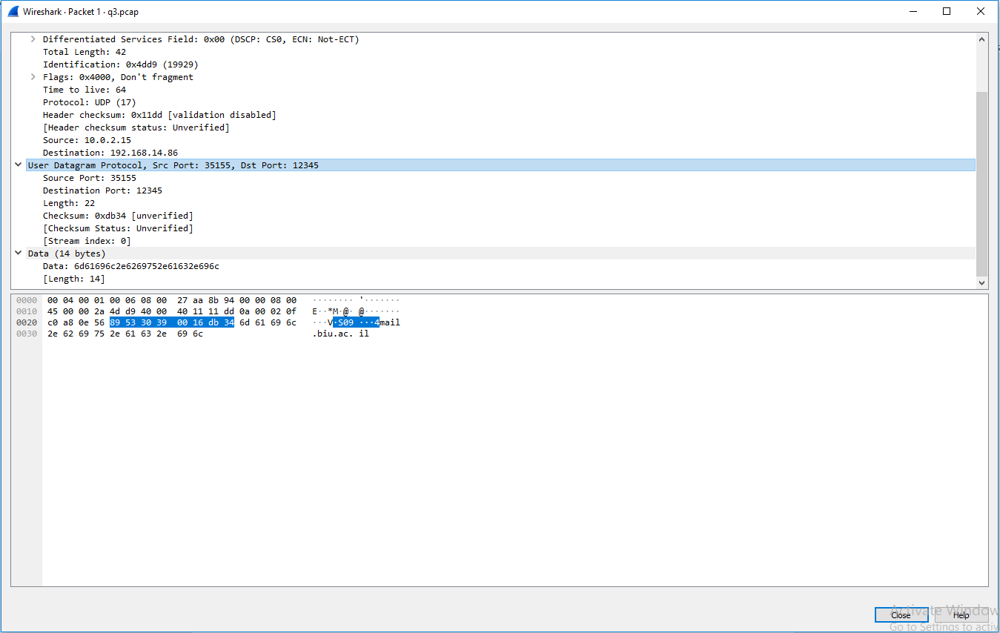 Wireshark · Packet 1 · q3.pcap
Differentiated Services Field: 0x00 (DSCP: CS0, ECN: Not-ECT)
Total Length: 42
Identification: 0x4dd9 (19929)
Flags: 0x4000, Don't fragment
Time to live: 64
Protocol: UDP (17)
Header checksum: 0x11dd [validation disabled]
[Header checksum status: Unverified]
Source: 10.0.2.15
Destination: 192.168.14.86
User Datagram Protocol, Src Port: 35155, Dst Port: 12345
Source Port: 35155
Destination Port: 12345
Length: 22
Checksum: 0xdb34 [unverified]
[Checksum Status: Unverified]
[Stream index: 0]
Data (14 bytes)
Data: 6d61696c2e6269752e61632e696c
[Length: 14]
0000 00 04 00 01 00 06 08 00 27 aa 8b 94 00 00 08 00 ········ '·······
0010 45 00 00 2a 4d d9 40 00 40 11 11 dd 0a 00 02 0f E··*M·@· @·······
0020 c0 a8 0e 56 89 53 30 39 00 16 db 34 6d 61 69 6c ···V·S09 ···4mail
0030 2e 62 69 75 2e 61 63 2e 69 6c .biu.ac. il
Activate Window
Close Help
Go to Settings to activ